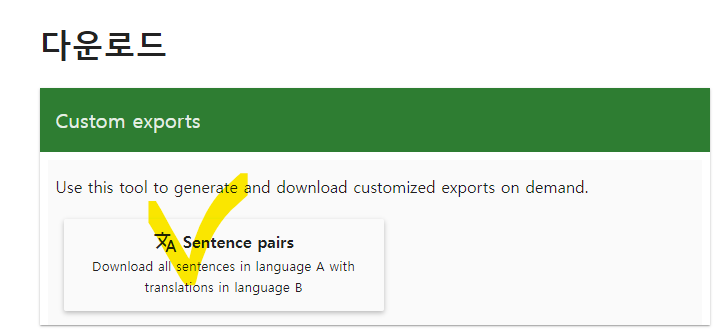 다운로드
Custom exports
Use this tool to generate and download customized exports on demand.
Sentence pairs
Download all sentences in language A with
translations in language B